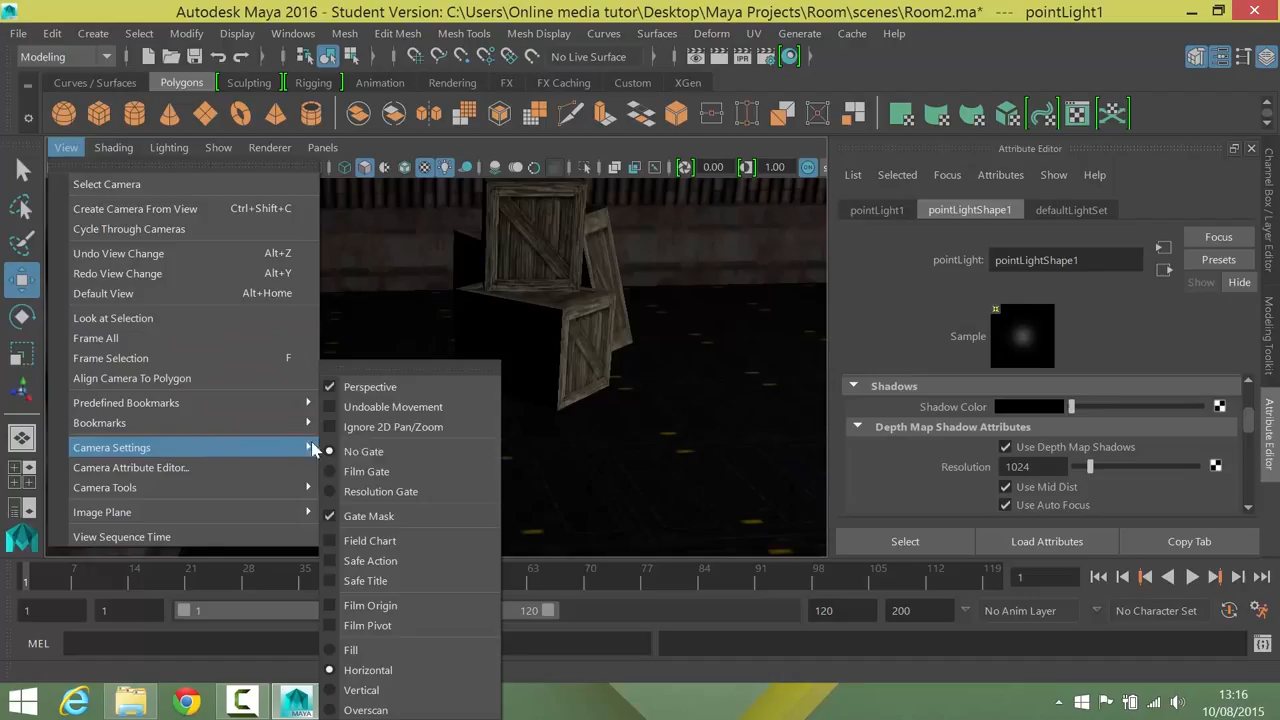 Autodesk Maya 2016 - Student Version: C:\Users\Online media tutor\Desktop\Maya Projects\Room\scenes\Room2.ma* --- pointLight1
File Edit Create Select Modify Display Windows Mesh Edit Mesh Mesh Tools Mesh Display Curves Surfaces Deform UV Generate Cache Help
Modeling No Live Surface IPR
Curves / Surfaces Polygons Sculpting Rigging Animation Rendering FX FX Caching Custom XGen
View Shading Lighting Show Renderer Panels
0.00 1.00 ON
Select Camera
Create Camera From View Ctrl+Shift+C
Cycle Through Cameras
Undo View Change Alt+Z
Redo View Change Alt+Y
Default View Alt+Home
Look at Selection
Frame All
Frame Selection F
Align Camera To Polygon
Predefined Bookmarks
Bookmarks
Camera Settings
Camera Attribute Editor...
Camera Tools
Image Plane
View Sequence Time
Perspective
Undoable Movement
Ignore 2D Pan/Zoom
No Gate
Film Gate
Resolution Gate
Gate Mask
Field Chart
Safe Action
Safe Title
Film Origin
Film Pivot
Fill
Horizontal
Vertical
Overscan
Attribute Editor
List Selected Focus Attributes Show Help
pointLight1 pointLightShape1 defaultLightSet
Focus
pointLight: pointLightShape1 Presets
Show Hide
Sample
Shadows
Shadow Color
Depth Map Shadow Attributes
Use Depth Map Shadows
Resolution 1024
Use Mid Dist
Use Auto Focus
Select Load Attributes Copy Tab
Channel Box / Layer Editor
Modeling Toolkit
Attribute Editor
1 7 14 21 28 35 63 70 77 84 91 98 105 112 119 1
1 1 1 120 120 200 No Anim Layer No Character Set
MEL
MAYA
13:16
10/08/2015